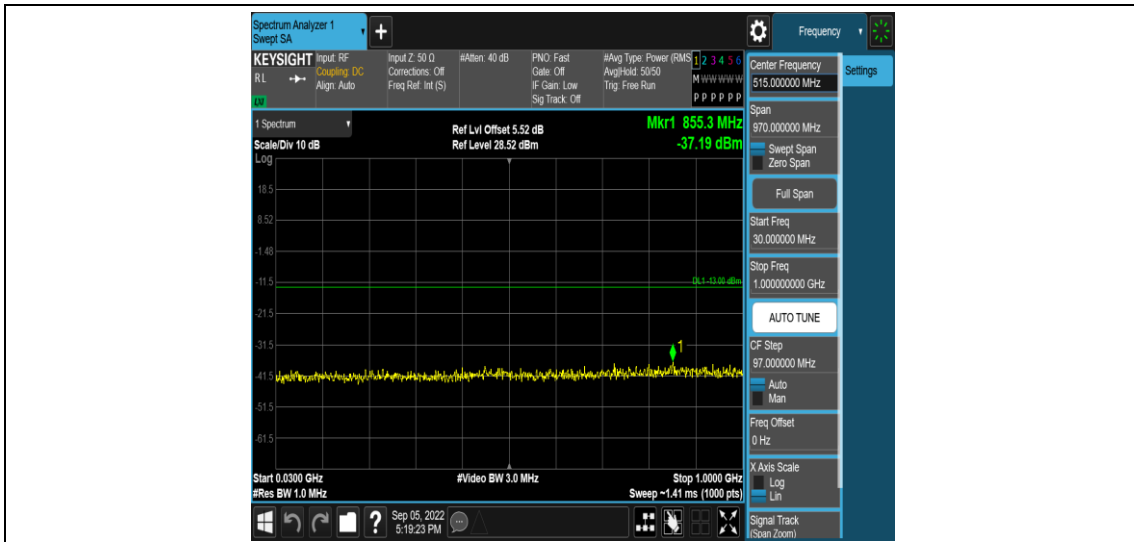 Spectrum Analyzer 1
Swept SA
+
Frequency
KEYSIGHT
RL
LXI
Input: RF
Coupling: DC
Align: Auto
Input Z: 50 Ω
Corrections: Off
Freq Ref: Int (S)
#Atten: 40 dB
PNO: Fast
Gate: Off
IF Gain: Low
Sig Track: Off
#Avg Type: Power (RMS
Avg|Hold: 50/50
Trig: Free Run
1 2 3 4 5 6
M W W W W W
P P P P P P
Center Frequency
515.000000 MHz
Settings
1 Spectrum
Scale/Div 10 dB
Ref Lvl Offset 5.52 dB
Ref Level 28.52 dBm
Mkr1 855.3 MHz
-37.19 dBm
Log
18.5
8.52
-1.48
-11.5
-21.5
-31.5
-41.5
-51.5
-61.5
DL1 -13.00 dBm
1
Start 0.0300 GHz
#Res BW 1.0 MHz
#Video BW 3.0 MHz
Stop 1.0000 GHz
Sweep ~1.41 ms (1000 pts)
Span
970.000000 MHz
Swept Span
Zero Span
Full Span
Start Freq
30.000000 MHz
Stop Freq
1.000000000 GHz
AUTO TUNE
CF Step
97.000000 MHz
Auto
Man
Freq Offset
0 Hz
X Axis Scale
Log
Lin
Signal Track
(Span Zoom)
?
Sep 05, 2022
5:19:23 PM